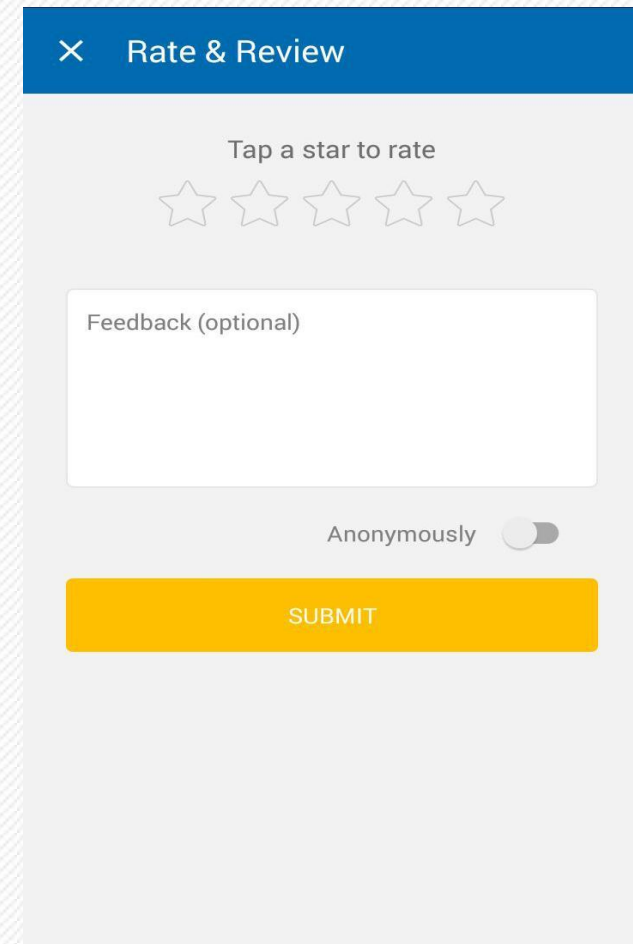 Rate & Review
Tap a star to rate
Feedback (optional)
Anonymously
SUBMIT